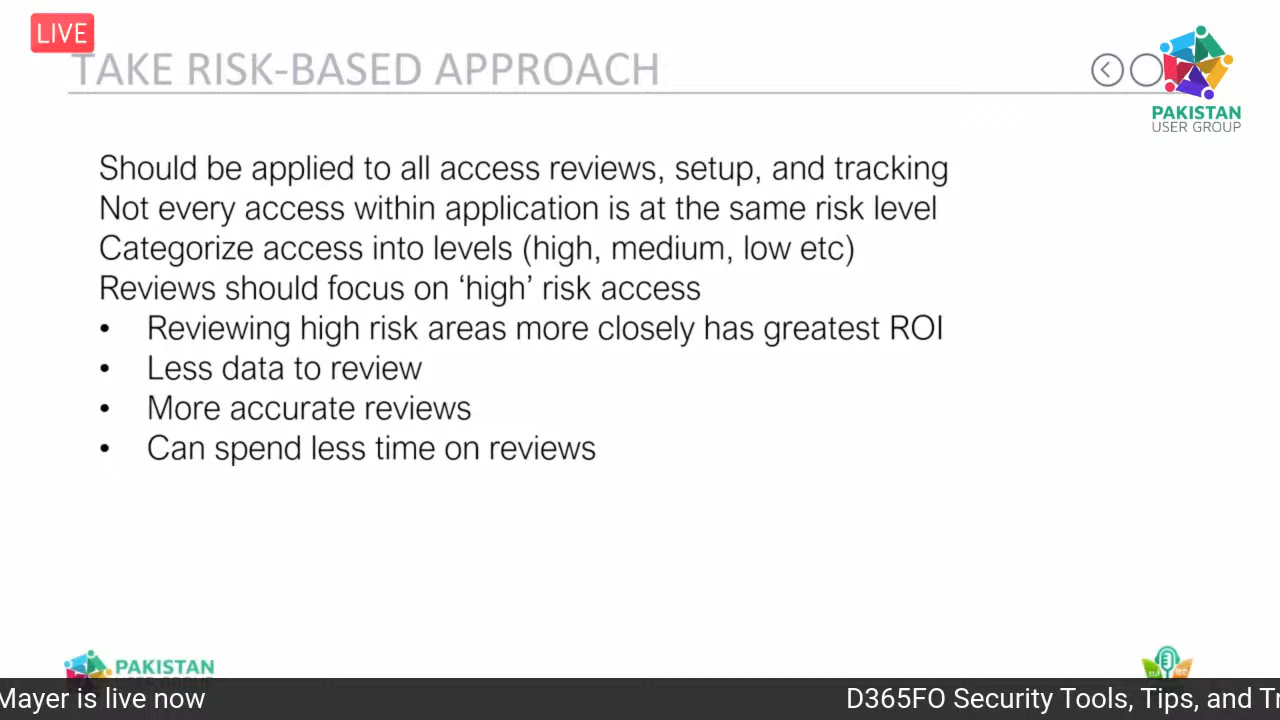 LIVE
TAKE RISK-BASED APPROACH
PAKISTAN
USER GROUP
Should be applied to all access reviews, setup, and tracking
Not every access within application is at the same risk level
Categorize access into levels (high, medium, low etc)
Reviews should focus on ‘high’ risk access
• Reviewing high risk areas more closely has greatest ROI
• Less data to review
• More accurate reviews
• Can spend less time on reviews
PAKISTAN
Mayer is live now
D365FO Security Tools, Tips, and Tr